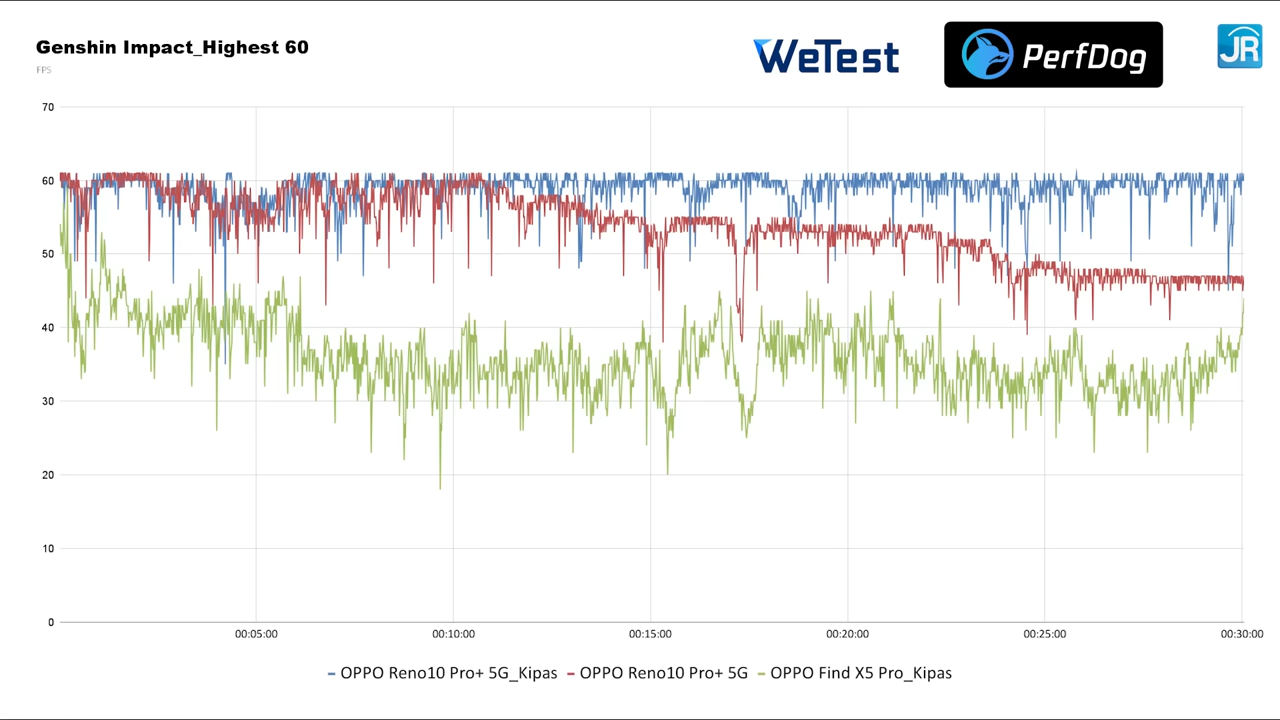 Genshin Impact_Highest 60
FPS
WeTest
PerfDog
JR
70
60
50
40
30
20
10
0
00:05:00
00:10:00
00:15:00
00:20:00
00:25:00
00:30:00
OPPO Reno10 Pro+ 5G_Kipas
OPPO Reno10 Pro+ 5G
OPPO Find X5 Pro_Kipas